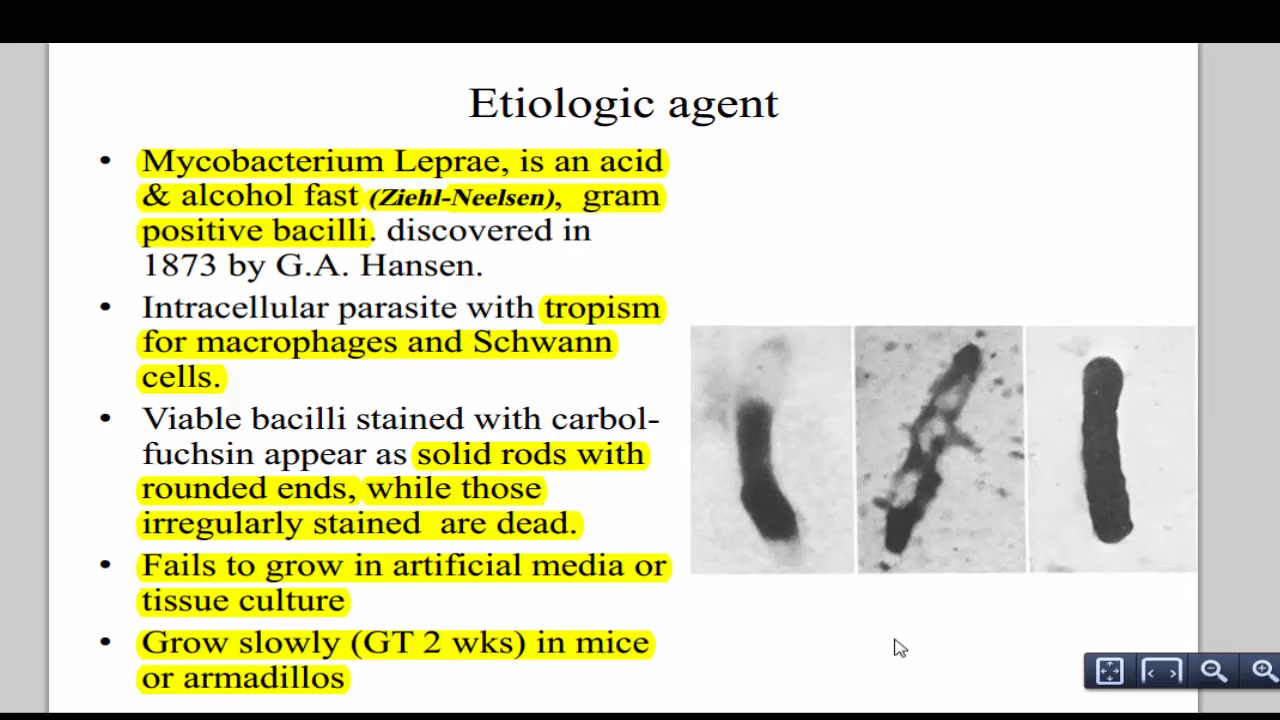 Etiologic agent
• Mycobacterium Leprae, is an acid
& alcohol fast (Ziehl-Neelsen), gram
positive bacilli. discovered in
1873 by G.A. Hansen.
• Intracellular parasite with tropism
for macrophages and Schwann
cells.
• Viable bacilli stained with carbol-
fuchsin appear as solid rods with
rounded ends, while those
irregularly stained are dead.
• Fails to grow in artificial media or
tissue culture
• Grow slowly (GT 2 wks) in mice
or armadillos